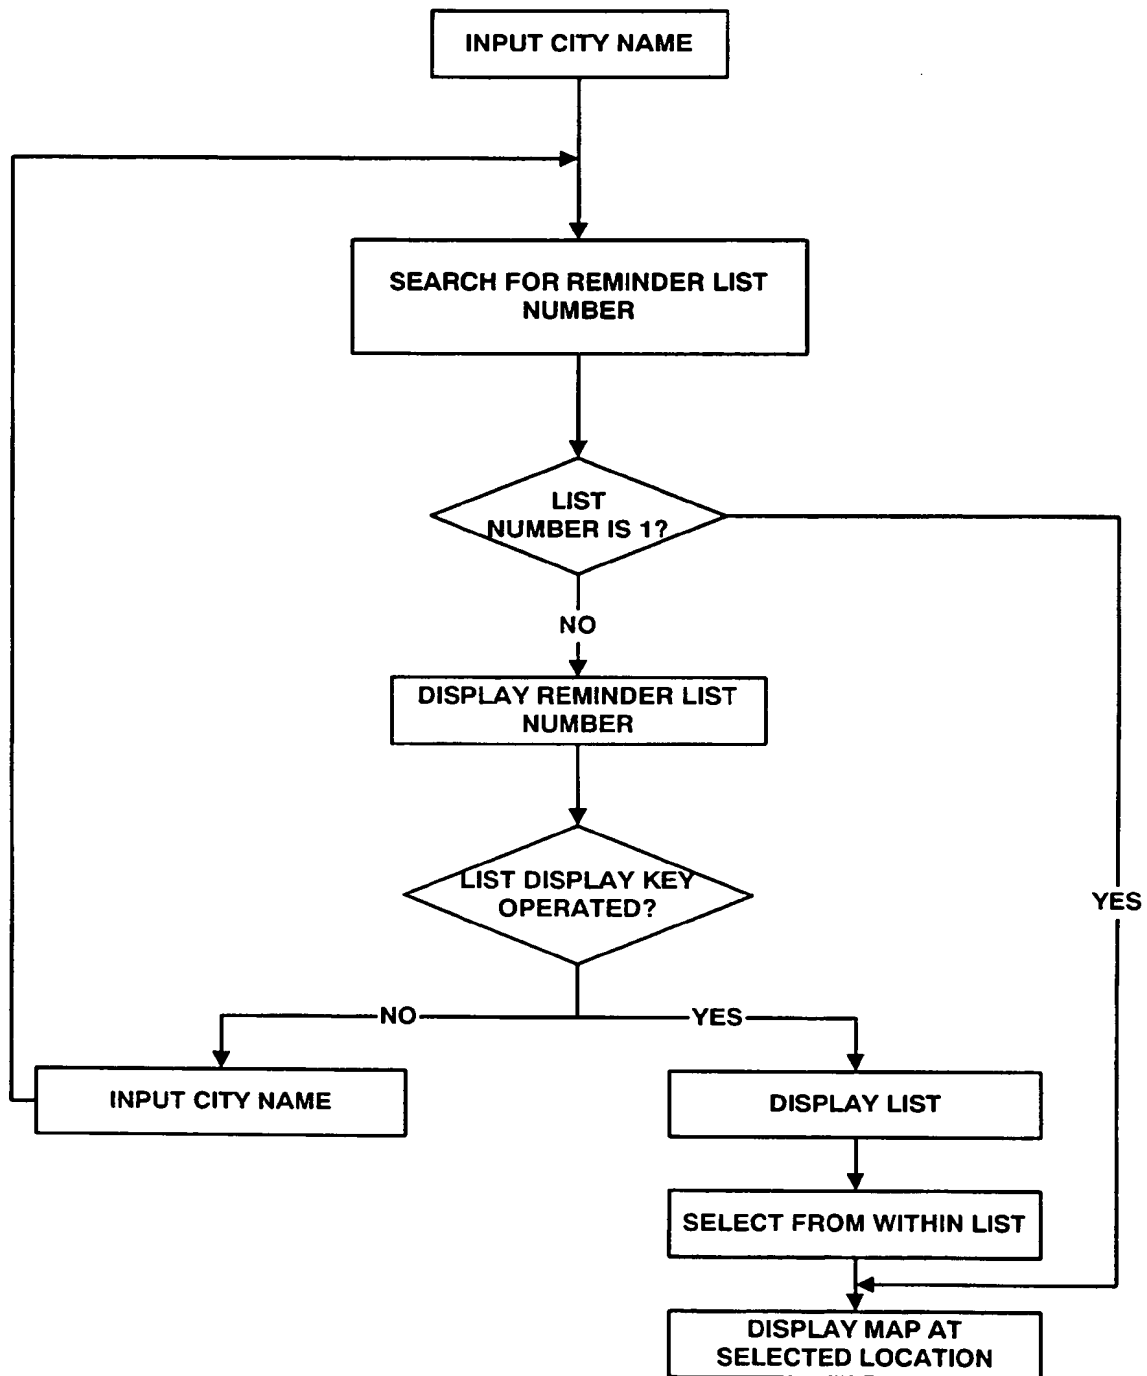 INPUT CITY NAME
SEARCH FOR REMINDER LIST
NUMBER
LIST
NUMBER IS 1?
NO
DISPLAY REMINDER LIST
NUMBER
LIST DISPLAY KEY
OPERATED?
YES
NO
YES
INPUT CITY NAME
DISPLAY LIST
SELECT FROM WITHIN LIST
DISPLAY MAP AT
SELECTED LOCATION